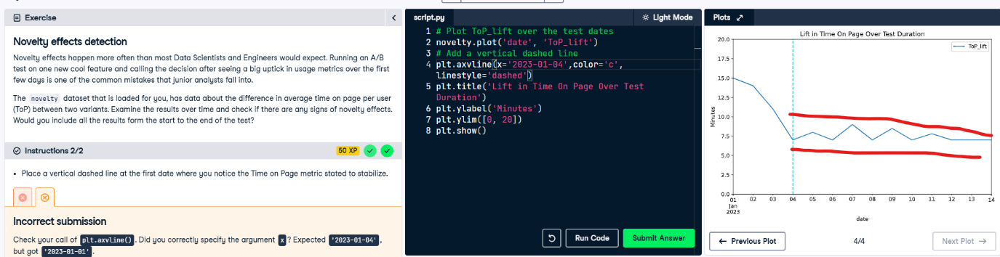 Exercise
Novelty effects detection
Novelty effects happen more often than most Data Scientists and Engineers would expect. Running an A/B
test on one new cool feature and calling the decision after seeing a big uptick in usage metrics over the first
few days is one of the common mistakes that junior analysts fall into.
The novelty dataset that is loaded for you, has data about the difference in average time on page per user
(ToP) between two variants. Examine the results over time and check if there are any signs of novelty effects.
Would you include all the results form the start to the end of the test?
Instructions 2/2
50 XP
• Place a vertical dashed line at the first date where you notice the Time on Page metric stated to stabilize.
Incorrect submission
Check your call of plt.axvline(). Did you correctly specify the argument x? Expected '2023-01-04',
but got '2023-01-01'.
script.py
Light Mode
1 # Plot ToP_lift over the test dates
2 novelty.plot('date', 'ToP_lift')
3 # Add a vertical dashed line
4 plt.axvline(x='2023-01-04',color='c',
linestyle='dashed')
5 plt.title('Lift in Time On Page Over Test
Duration')
6 plt.ylabel('Minutes')
7 plt.ylim([0, 20])
8 plt.show()
Run Code
Submit Answer
Plots
Lift in Time On Page Over Test Duration
ToP_lift
20.0
17.5
15.0
12.5
10.0
7.5
5.0
2.5
0.0
Minutes
01 02 03 04 05 06 07 08 09 10 11 12 13 14
Jan
2023
date
Previous Plot
4/4
Next Plot